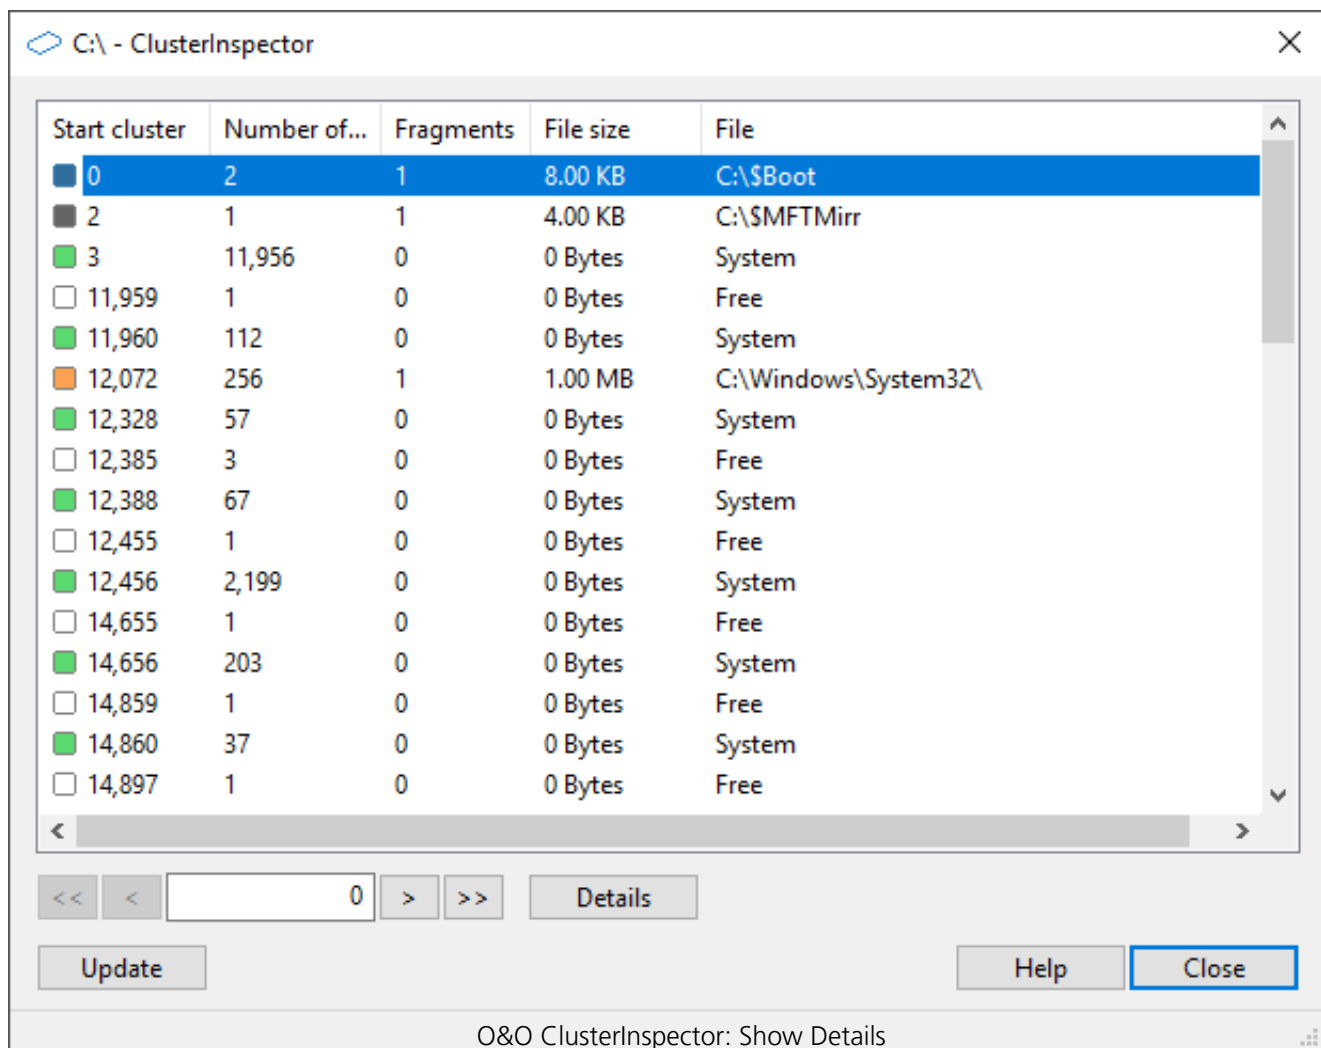 C:\ - ClusterInspector
Start cluster Number of... Fragments File size File
0 2 1 8.00 KB C:\$Boot
2 1 1 4.00 KB C:\$MFTMirr
3 11,956 0 0 Bytes System
11,959 1 0 0 Bytes Free
11,960 112 0 0 Bytes System
12,072 256 1 1.00 MB C:\Windows\System32\
12,328 57 0 0 Bytes System
12,385 3 0 0 Bytes Free
12,388 67 0 0 Bytes System
12,455 1 0 0 Bytes Free
12,456 2,199 0 0 Bytes System
14,655 1 0 0 Bytes Free
14,656 203 0 0 Bytes System
14,859 1 0 0 Bytes Free
14,860 37 0 0 Bytes System
14,897 1 0 0 Bytes Free
<< < 0 > >> Details
Update Help Close
O&O ClusterInspector: Show Details